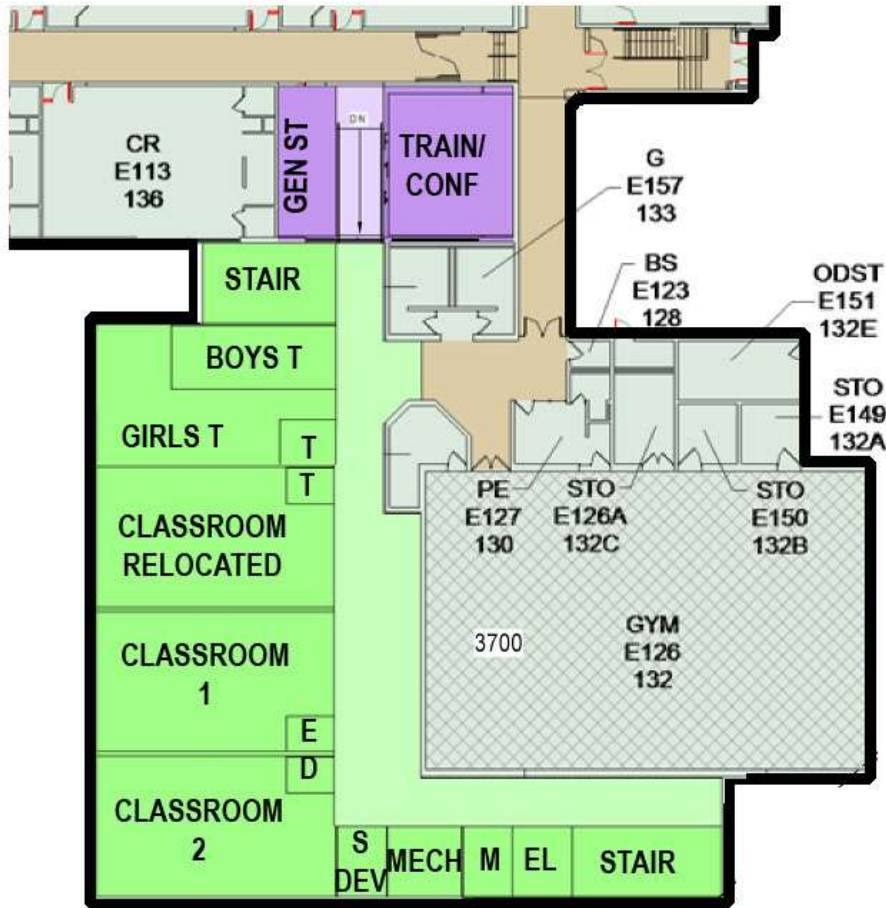 CR
E113
136
GEN ST
DN
TRAIN/
CONF
G
E157
133
BS
E123
128
ODST
E151
132E
STO
E149
132A
STAIR
BOYS T
GIRLS T
T
T
CLASSROOM
RELOCATED
PE
E127
130
STO
E126A
132C
STO
E150
132B
CLASSROOM
1
3700
GYM
E126
132
E
D
CLASSROOM
2
S
DEV
MECH
M
EL
STAIR